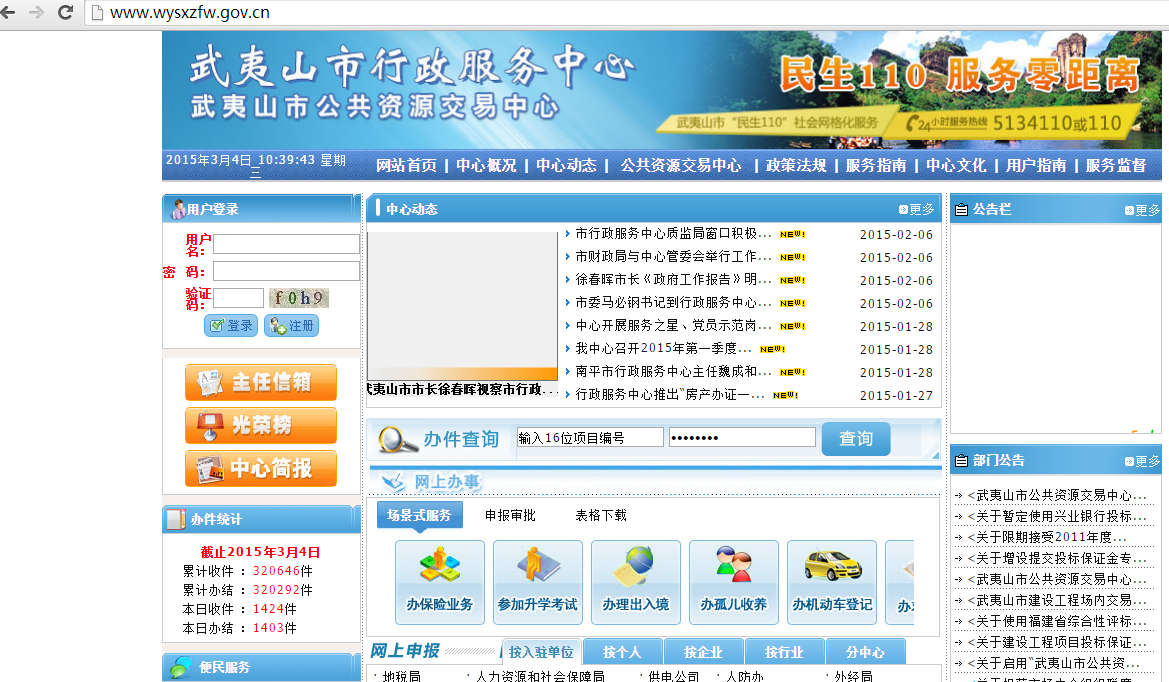 www.wysxzfw.gov.cn
武夷山市行政服务中心
武夷山市公共资源交易中心
民生110 服务零距离
武夷山市“民生110”社会网格化服务
24小时服务热线 5134110或110
2015年3月4日 10:39:43 星期三
网站首页 | 中心概况 | 中心动态 | 公共资源交易中心 | 政策法规 | 服务指南 | 中心文化 | 用户指南 | 服务监督
用户登录
用户名：
密 码：
验证码：
f0h9
登录 注册
主任信箱
光荣榜
中心简报
办件统计
截止2015年3月4日
累计收件 ： 320646件
累计办结 ： 320292件
本日收件 ： 1424件
本日办结 ： 1403件
便民服务
中心动态 更多
武夷山市市长徐春晖视察市行政...
市行政服务中心质监局窗口积极... NEW! 2015-02-06
市财政局与中心管委会举行工作... NEW! 2015-02-06
徐春晖市长《政府工作报告》明... NEW! 2015-02-06
市委马必钢书记到行政服务中心... NEW! 2015-02-06
中心开展服务之星、党员示范岗... NEW! 2015-01-28
我中心召开2015年第一季度... NEW! 2015-01-28
南平市行政服务中心主任魏成和... NEW! 2015-01-28
行政服务中心推出“房产办证一... NEW! 2015-01-27
办件查询 输入16位项目编号 •••••••• 查询
网上办事
场景式服务 申报审批 表格下载
办保险业务 参加升学考试 办理出入境 办孤儿收养 办机动车登记
网上申报 按入驻单位 按个人 按企业 按行业 分中心
· 地税局 · 人力资源和社会保障局 · 供电公司 · 人防办 · 外经局
公告栏 更多
部门公告 更多
<武夷山市公共资源交易中心...
<关于暂定使用兴业银行投标...
<关于限期接受2011年度...
<关于增设提交投标保证金专...
<武夷山市公共资源交易中心...
<武夷山市建设工程场内交易...
<关于使用福建省综合性评标...
<关于建设工程项目投标保证...
<关于启用“武夷山市公共资...